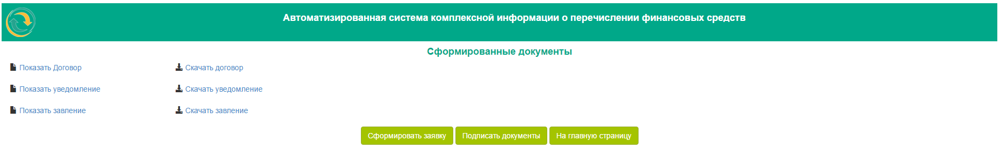 Автоматизированная система комплексной информации о перечислении финансовых средств
Сформированные документы
Показать Договор Скачать договор
Показать уведомление Скачать уведомление
Показать завление Скачать завление
Сформировать заявку Подписать документы На главную страницу